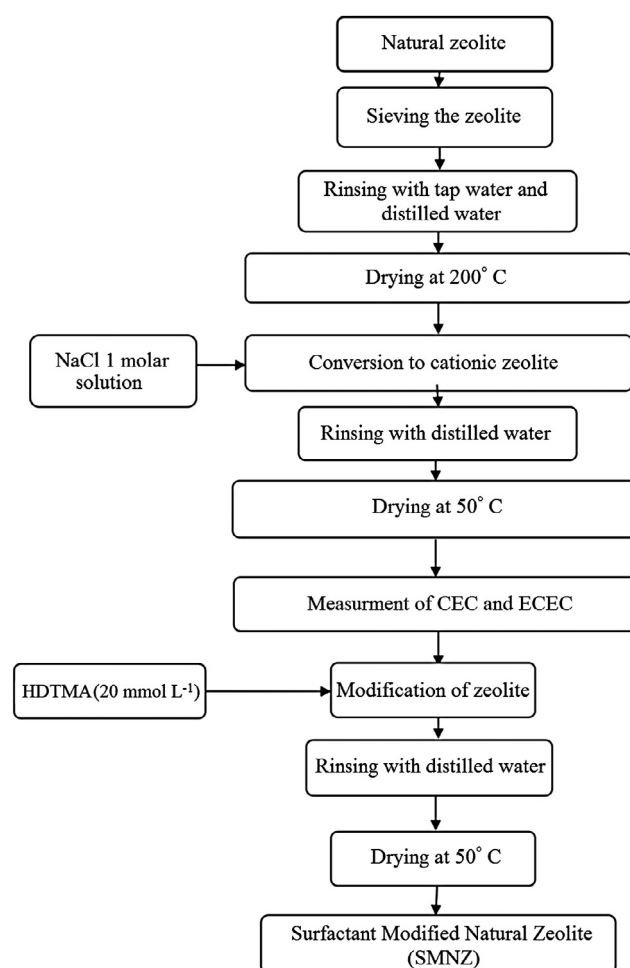 Natural zeolite
Sieving the zeolite
Rinsing with tap water and
distilled water
Drying at 200° C
NaCl 1 molar
solution
Conversion to cationic zeolite
Rinsing with distilled water
Drying at 50° C
Measurment of CEC and ECEC
HDTMA(20 mmol L⁻¹)
Modification of zeolite
Rinsing with distilled water
Drying at 50° C
Surfactant Modified Natural Zeolite
(SMNZ)